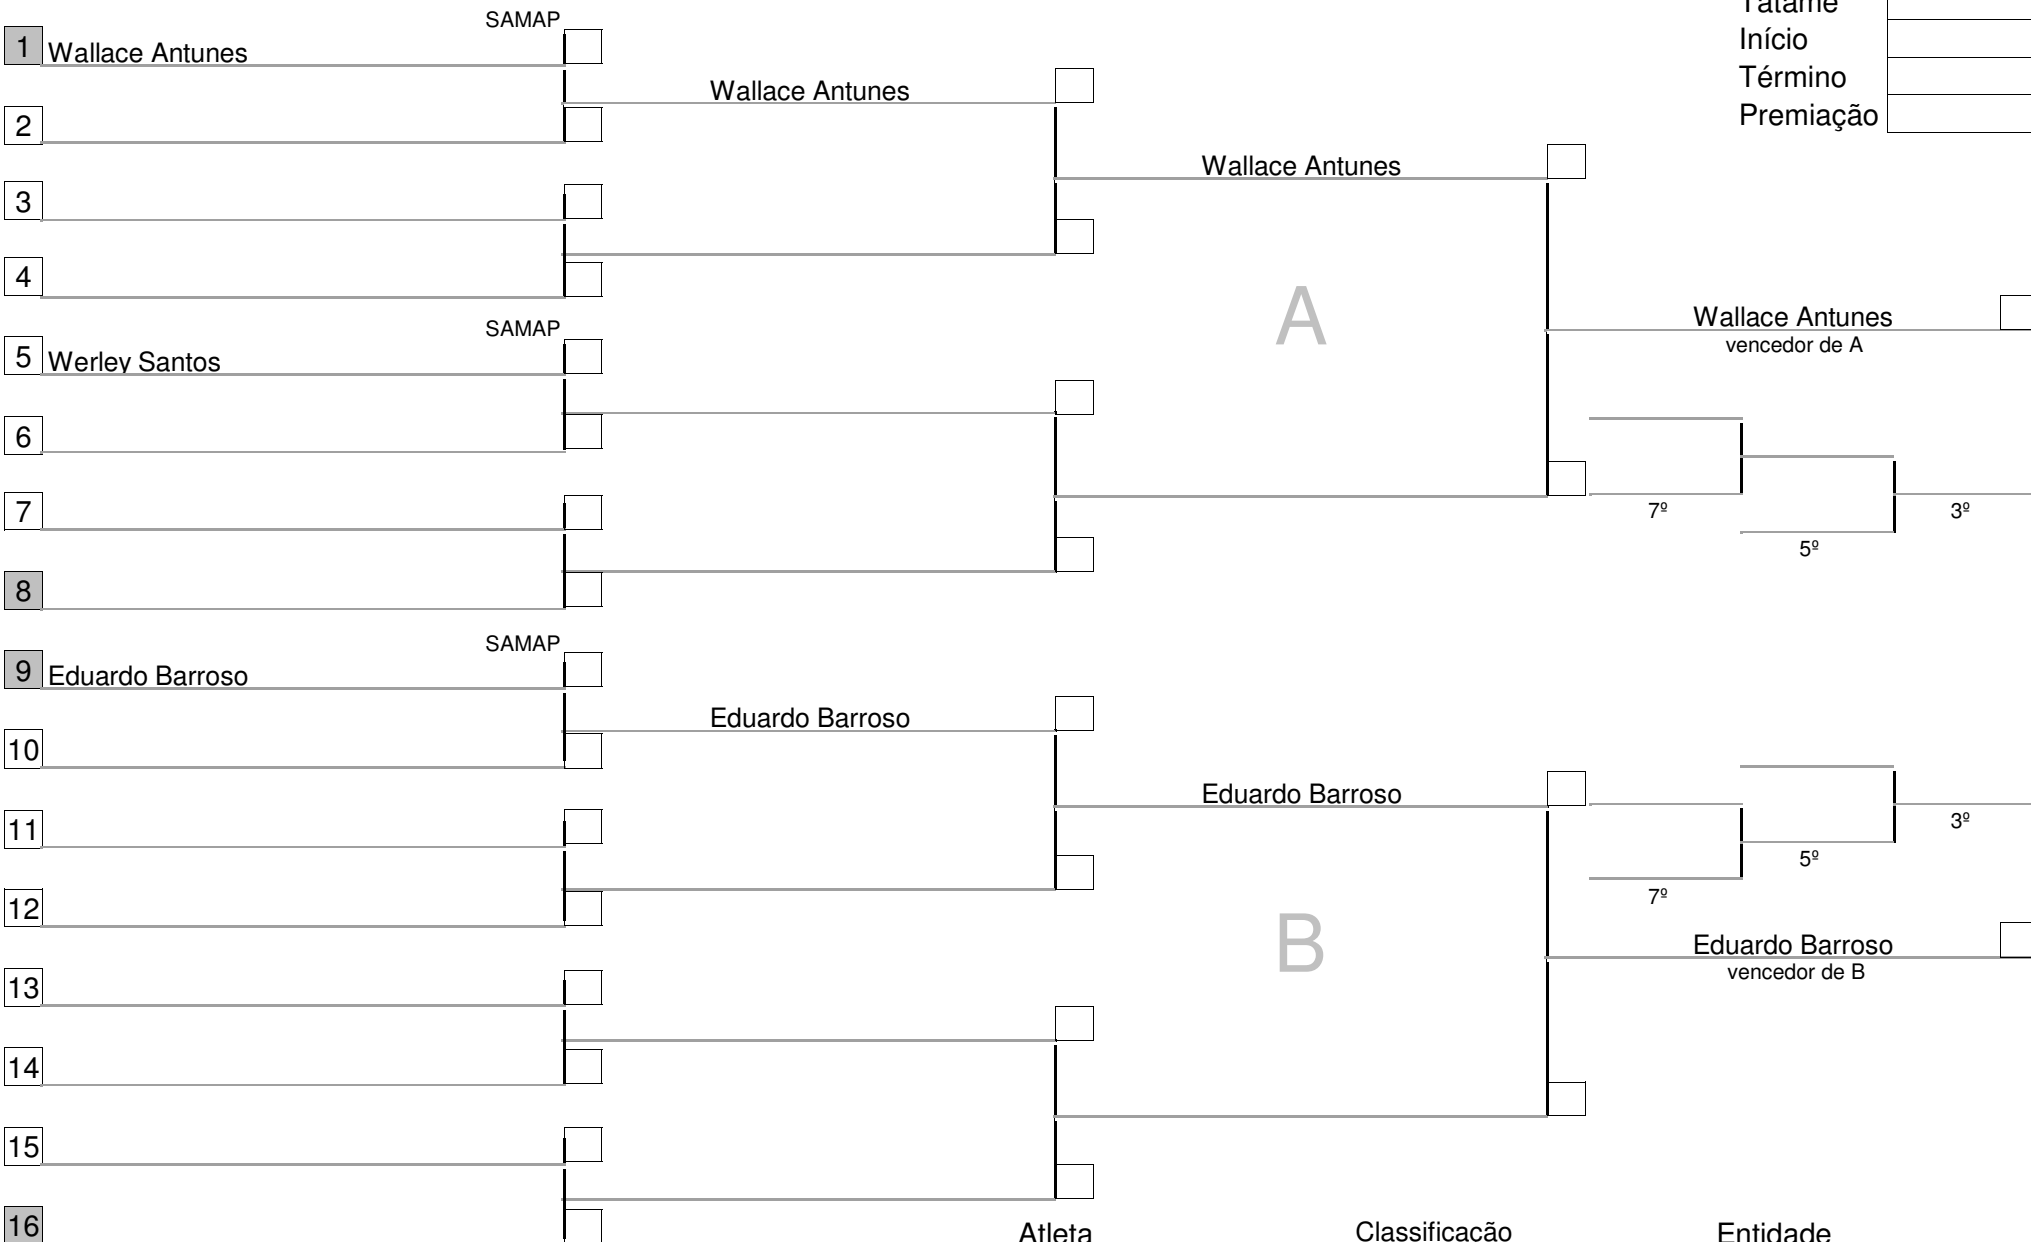 Tatame
SAMAP
1 Wallace Antunes
Início
Término
Wallace Antunes
Premiação
2
Wallace Antunes
3
4
A
Wallace Antunes
vencedor de A
SAMAP
5 Werley Santos
6
7
7º
3º
5º
8
SAMAP
9 Eduardo Barroso
Eduardo Barroso
10
Eduardo Barroso
11
3º
5º
7º
12
B
Eduardo Barroso
vencedor de B
13
14
15
16
Atleta Classificação Entidade